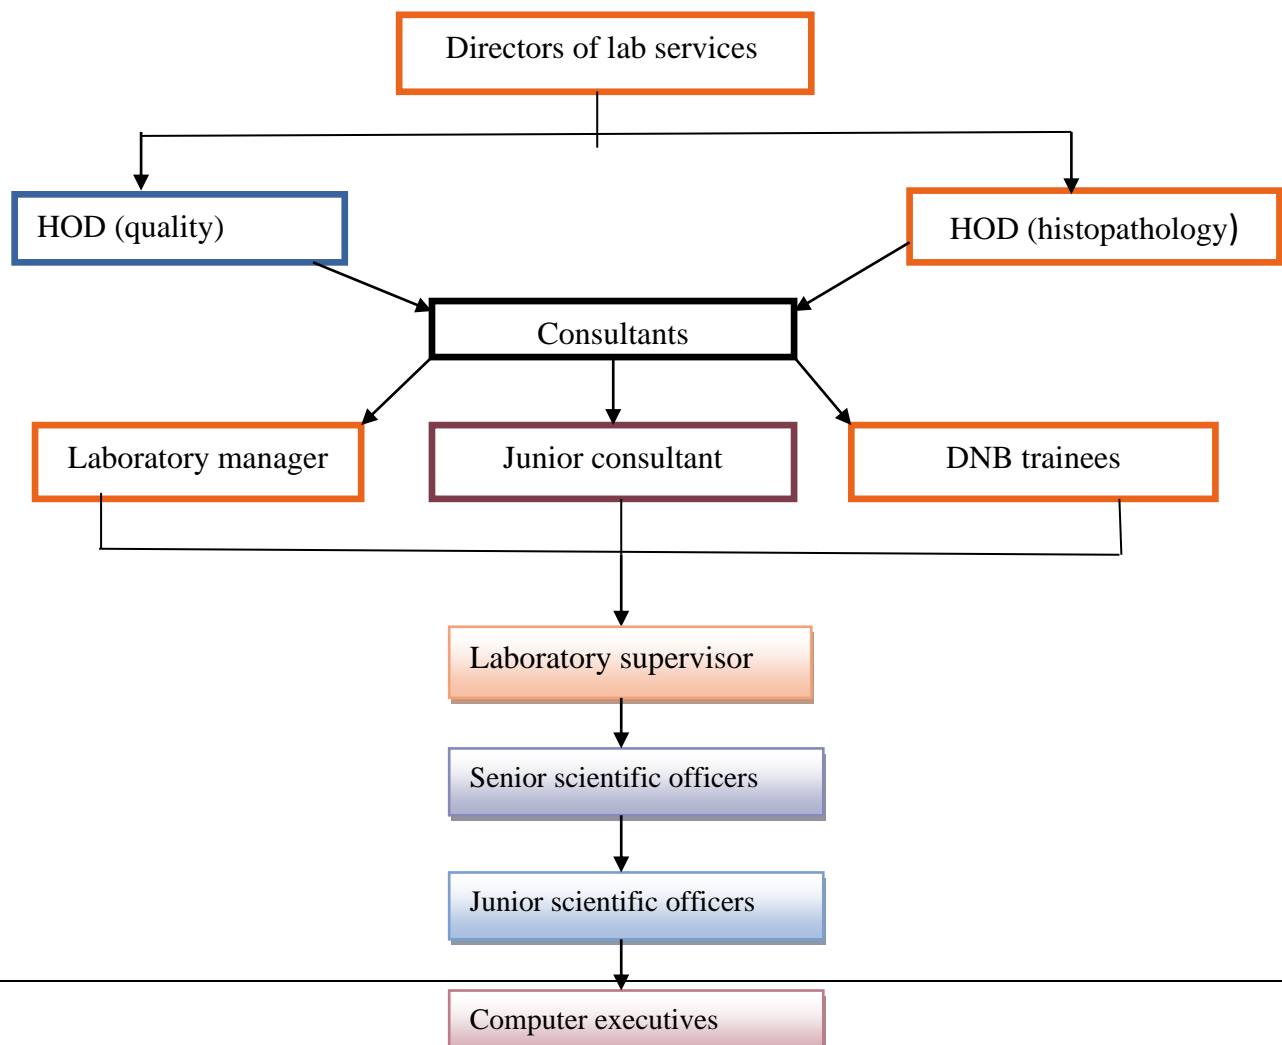 Directors of lab services
HOD (quality)
HOD (histopathology)
Consultants
Laboratory manager
Junior consultant
DNB trainees
Laboratory supervisor
Senior scientific officers
Junior scientific officers
Computer executives